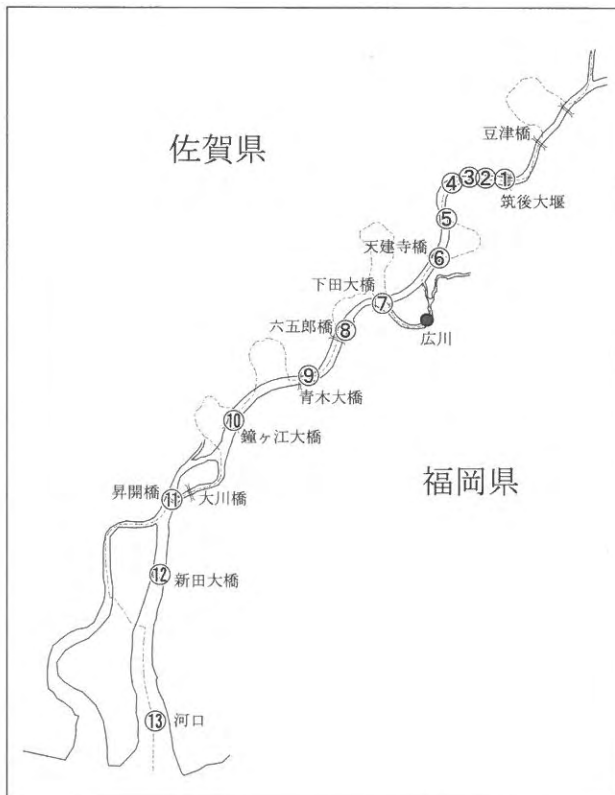 佐賀県
豆津橋
④③②①
筑後大堰
⑤
天建寺橋
⑥
下田大橋
⑦
広川
六五郎橋
⑧
⑨
青木大橋
⑩
鐘ヶ江大橋
福岡県
昇開橋
⑪
大川橋
⑫
新田大橋
⑬
河口